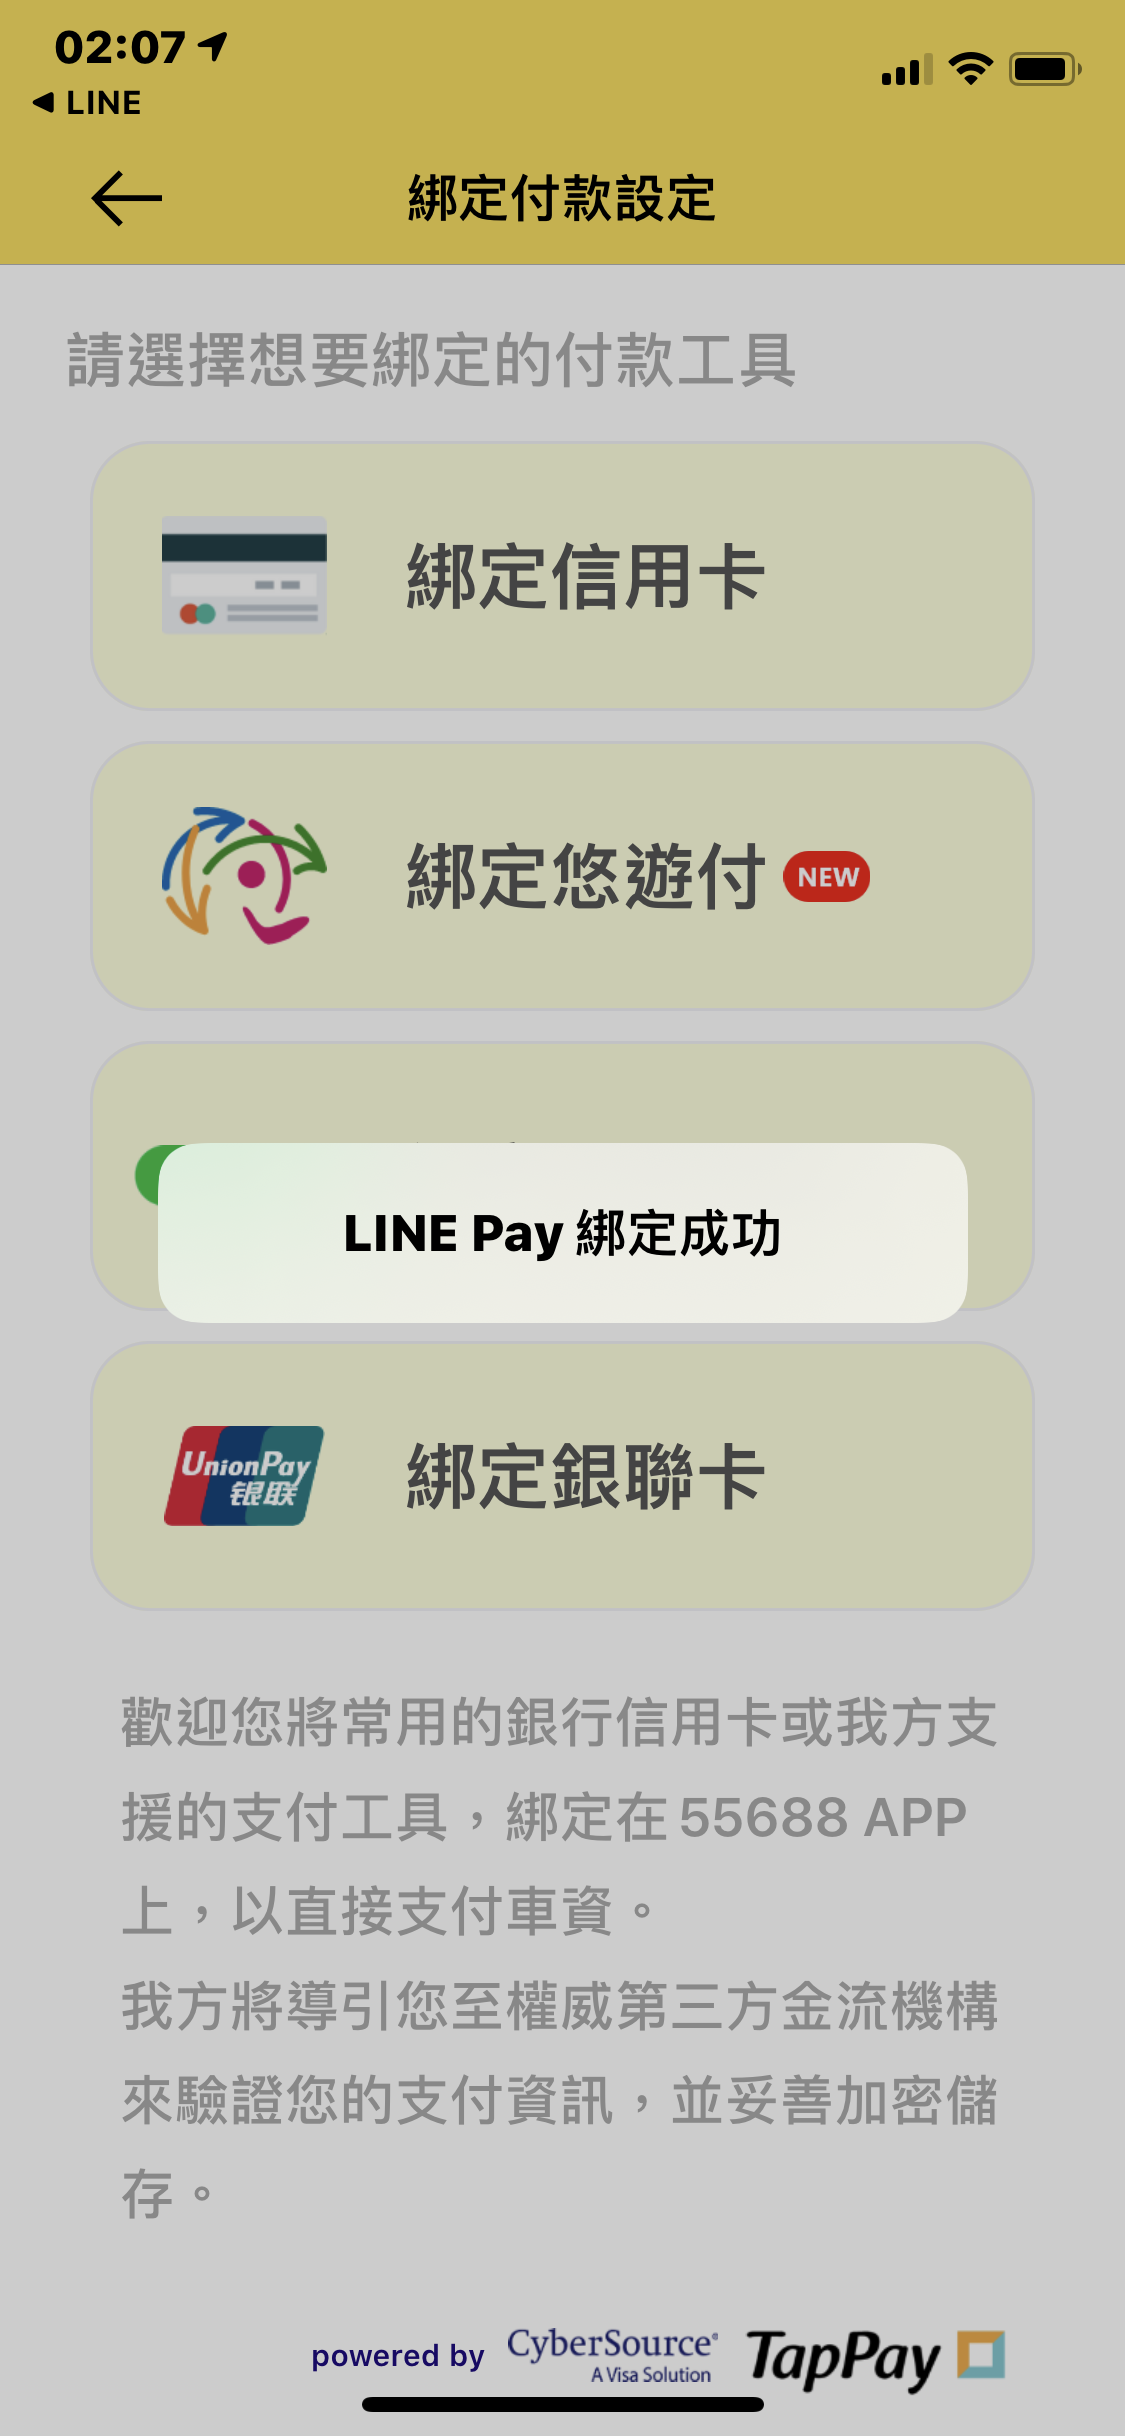 02:07
LINE
綁定付款設定
請選擇想要綁定的付款工具
綁定信用卡
綁定悠遊付 NEW
LINE Pay 綁定成功
UnionPay
银联
綁定銀聯卡
歡迎您將常用的銀行信用卡或我方支
援的支付工具，綁定在 55688 APP
上，以直接支付車資。
我方將導引您至權威第三方金流機構
來驗證您的支付資訊，並妥善加密儲
存。
powered by CyberSource® TapPay
A Visa Solution